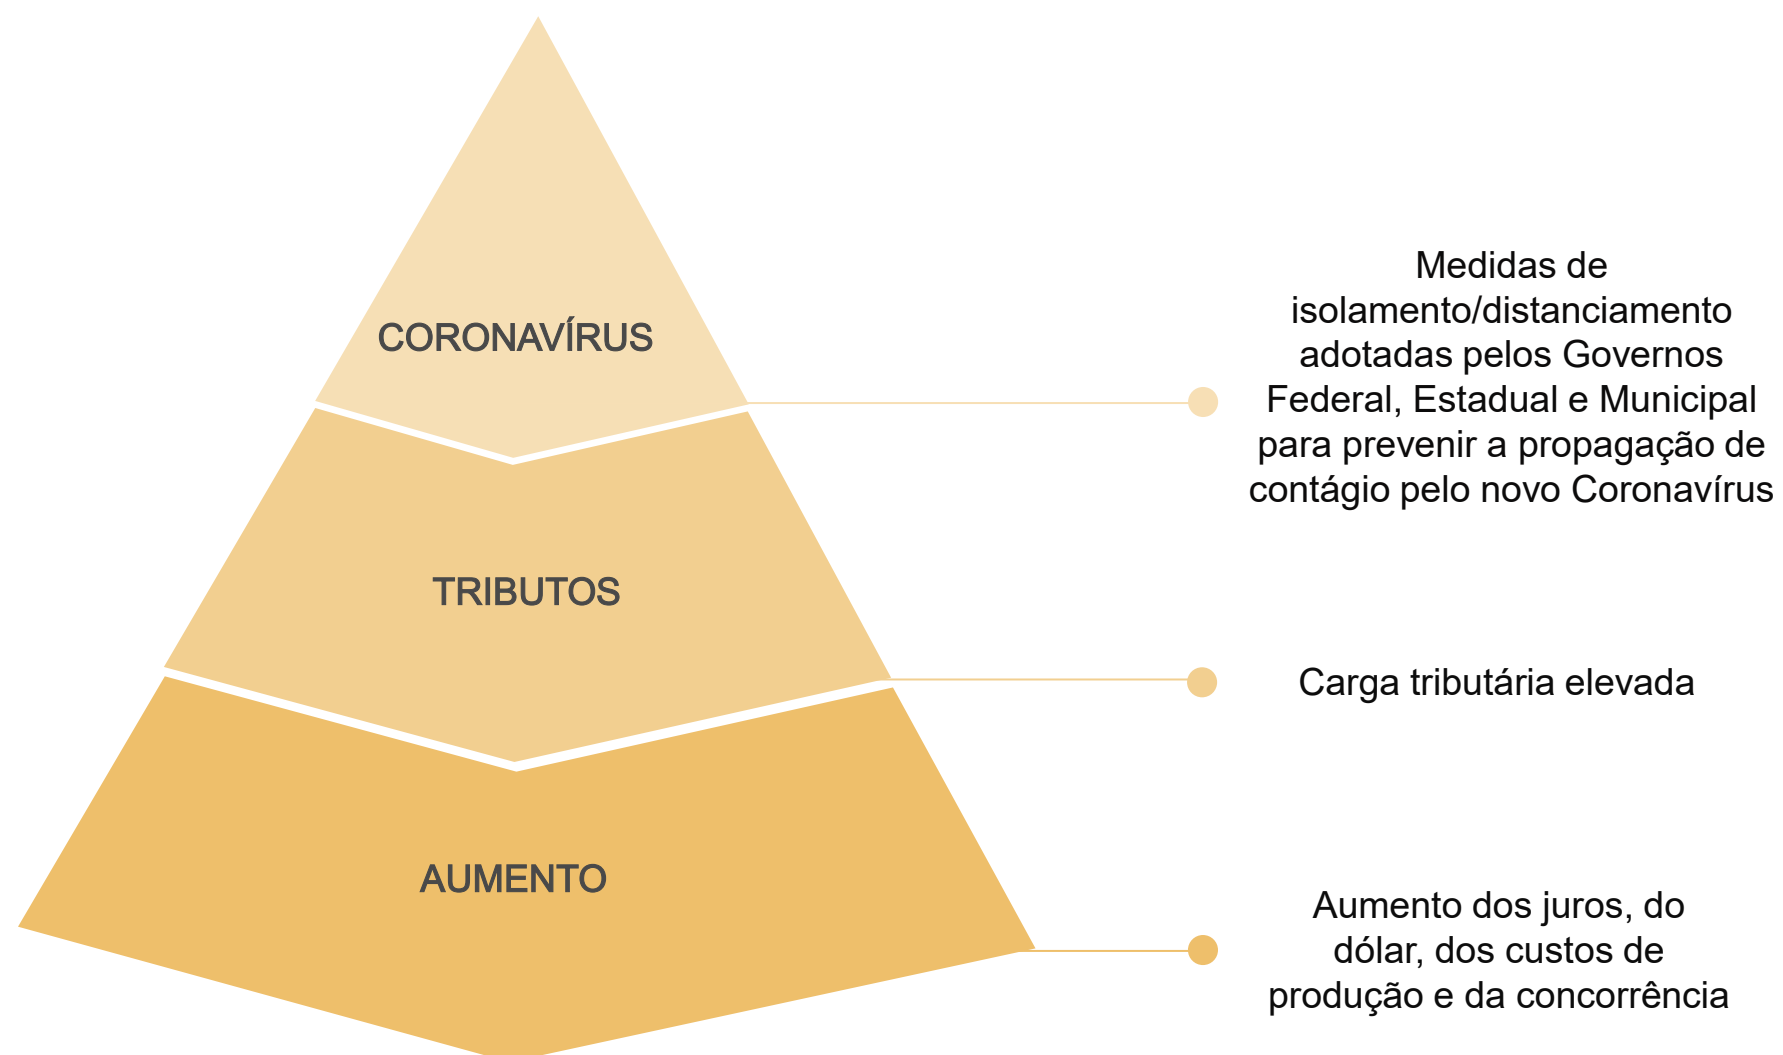 CORONAVÍRUS
Medidas de
isolamento/distanciamento
adotadas pelos Governos
Federal, Estadual e Municipal
para prevenir a propagação de
contágio pelo novo Coronavírus
TRIBUTOS
Carga tributária elevada
AUMENTO
Aumento dos juros, do
dólar, dos custos de
produção e da concorrência